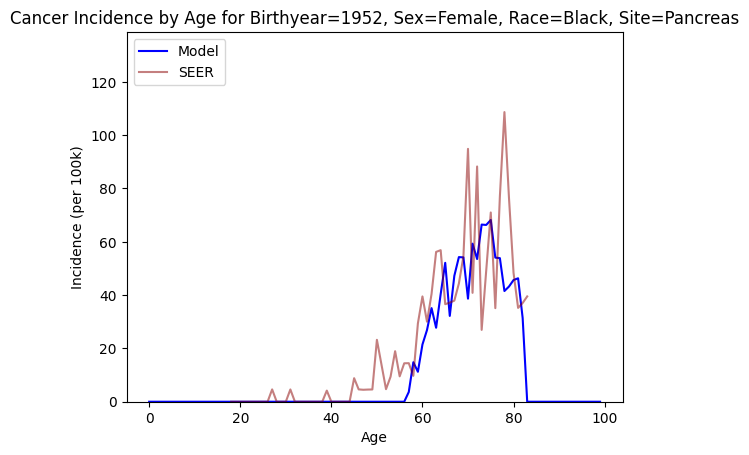 Cancer Incidence by Age for Birthyear=1952, Sex=Female, Race=Black, Site=Pancreas
Model
SEER
120
100
80
60
40
20
0
Incidence (per 100k)
0 20 40 60 80 100
Age